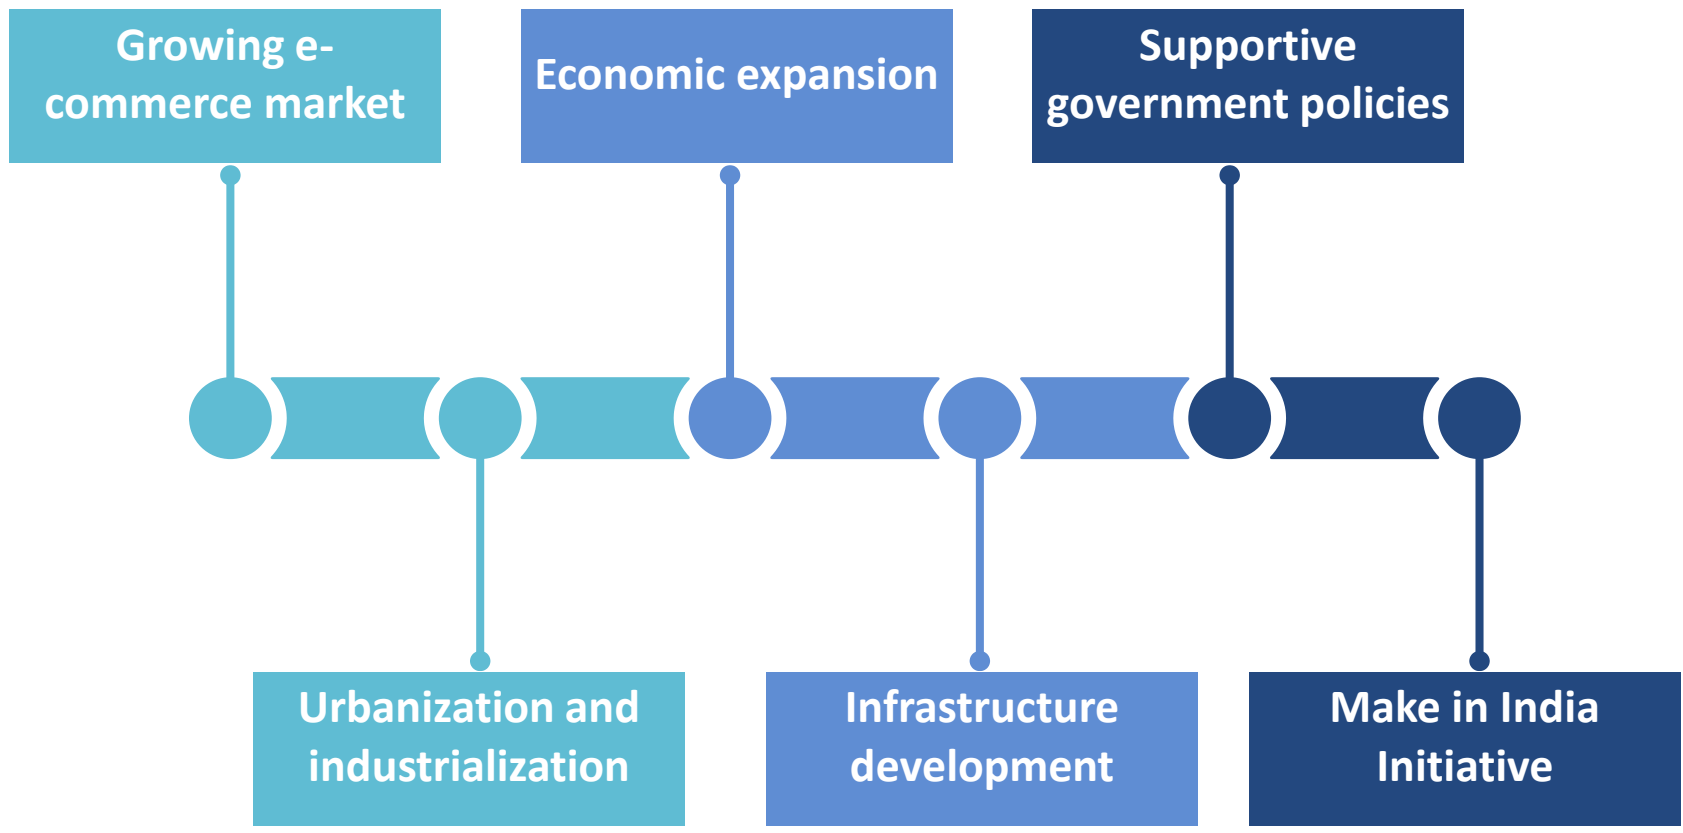 Growing e-
commerce market
Economic expansion
Supportive
government policies
Urbanization and
industrialization
Infrastructure
development
Make in India
Initiative